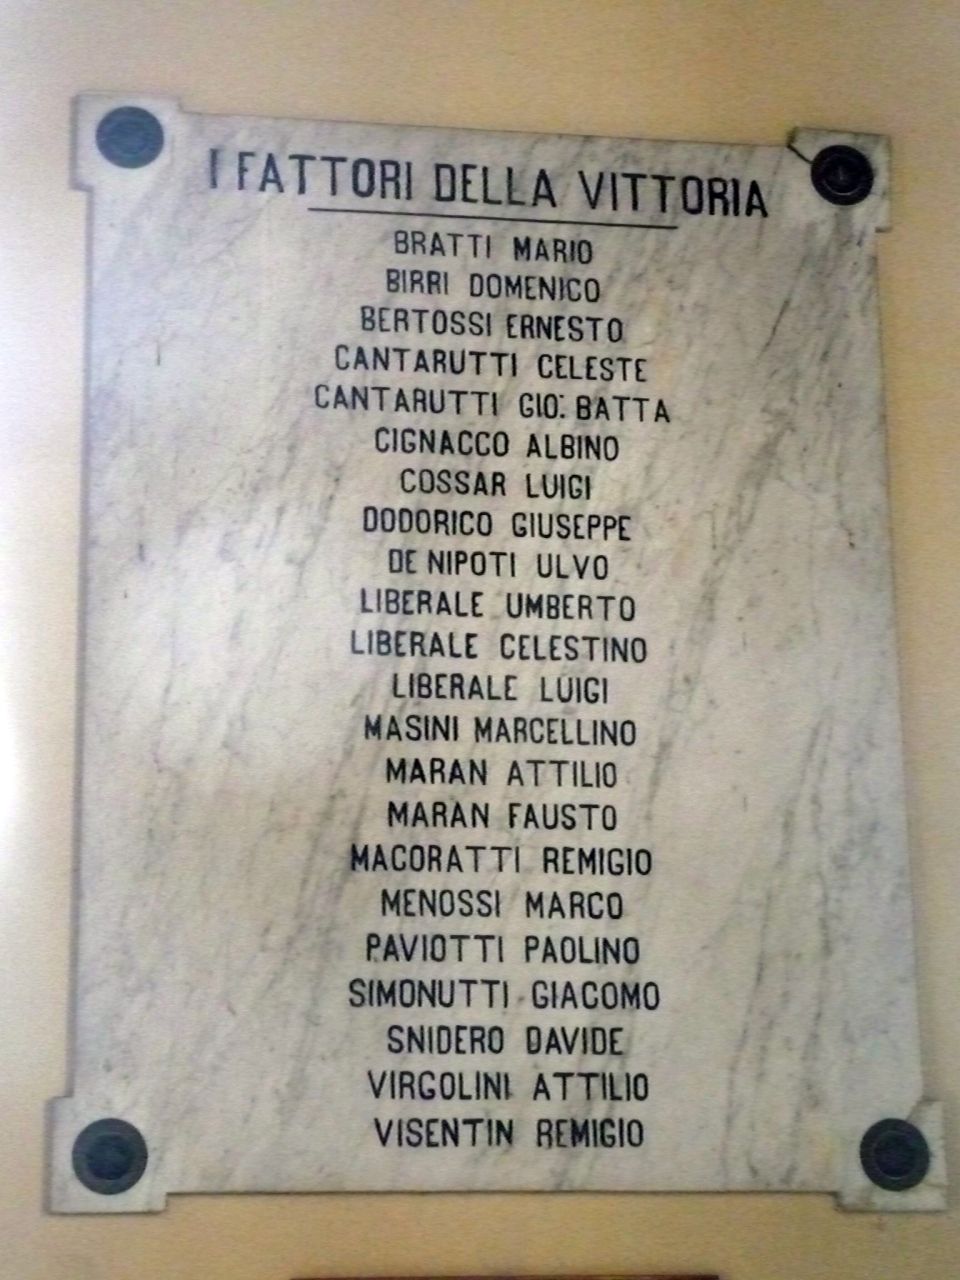 I FATTORI DELLA VITTORIA
BRATTI MARIO
BIRRI DOMENICO
BERTOSSI ERNESTO
CANTARUTTI CELESTE
CANTARUTTI GIO: BATTA
CIGNACCO ALBINO
COSSAR LUIGI
DODORICO GIUSEPPE
DE NIPOTI ULVO
LIBERALE UMBERTO
LIBERALE CELESTINO
LIBERALE LUIGI
MASINI MARCELLINO
MARAN ATTILIO
MARAN FAUSTO
MACORATTI REMIGIO
MENOSSI MARCO
PAVIOTTI PAOLINO
SIMONUTTI GIACOMO
SNIDERO DAVIDE
VIRGOLINI ATTILIO
VISENTIN REMIGIO